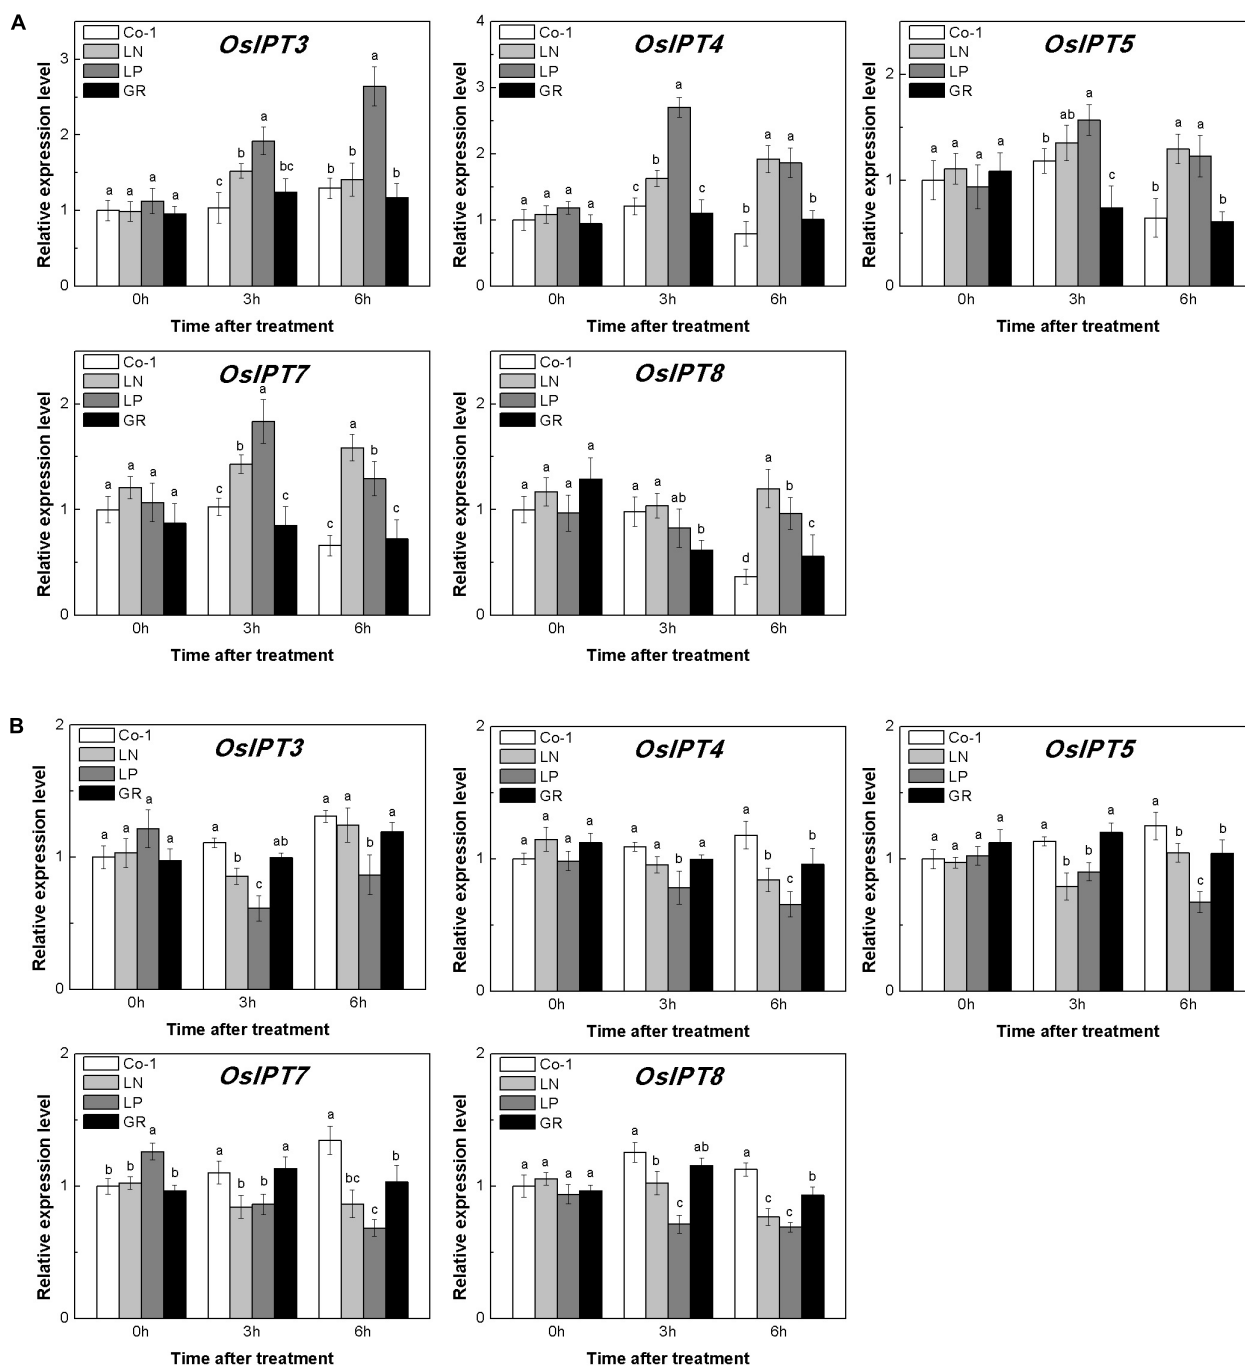 A
OsIPT3
Co-1
LN
LP
GR
Relative expression level
3
2
1
0
a a a a
c b a bc
b b a b
0h 3h 6h
Time after treatment
OsIPT4
Co-1
LN
LP
GR
Relative expression level
4
3
2
1
0
a a a a
c b a c
b a a b
0h 3h 6h
Time after treatment
OsIPT5
Co-1
LN
LP
GR
Relative expression level
2
1
0
a a a a
b ab a c
b a a b
0h 3h 6h
Time after treatment
OsIPT7
Co-1
LN
LP
GR
Relative expression level
2
1
0
a a a a
c b a c
c a b c
0h 3h 6h
Time after treatment
OsIPT8
Co-1
LN
LP
GR
Relative expression level
2
1
0
a a a a
a a ab b
d a b c
0h 3h 6h
Time after treatment
B
OsIPT3
Co-1
LN
LP
GR
Relative expression level
2
1
0
a a a a
a b c ab
a a b a
0h 3h 6h
Time after treatment
OsIPT4
Co-1
LN
LP
GR
Relative expression level
2
1
0
a a a a
a a b a
a b c b
0h 3h 6h
Time after treatment
OsIPT5
Co-1
LN
LP
GR
Relative expression level
2
1
0
a a a a
a b b a
a b c b
0h 3h 6h
Time after treatment
OsIPT7
Co-1
LN
LP
GR
Relative expression level
2
1
0
b b a b
a b b a
a bc c b
0h 3h 6h
Time after treatment
OsIPT8
Co-1
LN
LP
GR
Relative expression level
2
1
0
a a a a
a b c ab
a c c b
0h 3h 6h
Time after treatment